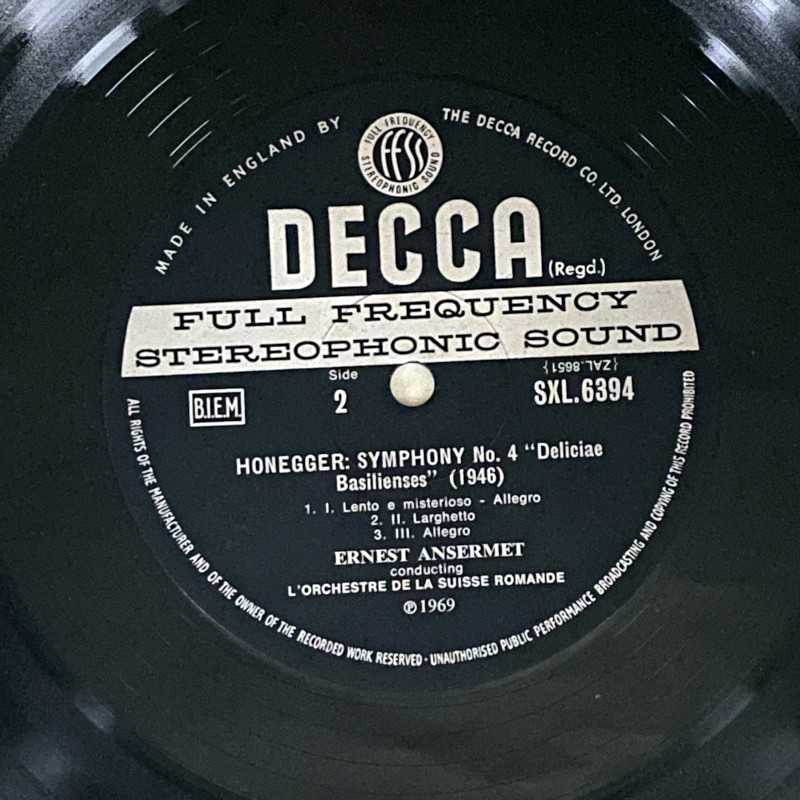 MADE IN ENGLAND BY
THE DECCA RECORD CO. LTD. LONDON
FULL FREQUENCY
ffss
STEREOPHONIC SOUND
DECCA (Regd.)
FULL FREQUENCY
STEREOPHONIC SOUND
B.I.E.M.
Side
2
{ZAL.8651}
SXL.6394
HONEGGER: SYMPHONY No. 4 “Deliciae
Basilienses” (1946)
1. I. Lento e misterioso - Allegro
2. II. Larghetto
3. III. Allegro
ERNEST ANSERMET
conducting
L'ORCHESTRE DE LA SUISSE ROMANDE
℗1969
ALL RIGHTS OF THE MANUFACTURER AND OF THE OWNER OF THE RECORDED WORK RESERVED · UNAUTHORISED PUBLIC PERFORMANCE BROADCASTING AND COPYING OF THIS RECORD PROHIBITED